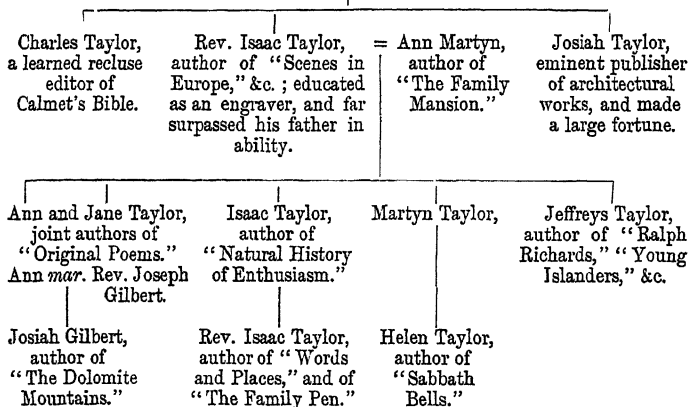 Charles Taylor,
a learned recluse
editor of
Calmet's Bible.
Rev. Isaac Taylor,
author of "Scenes in
Europe," &c. ; educated
as an engraver, and far
surpassed his father in
ability.
= Ann Martyn,
author of
"The Family
Mansion."
Josiah Taylor,
eminent publisher
of architectural
works, and made
a large fortune.
Ann and Jane Taylor,
joint authors of
"Original Poems."
Ann mar. Rev. Joseph
Gilbert.
Isaac Taylor,
author of
"Natural History
of Enthusiasm."
Martyn Taylor,
Jeffreys Taylor,
author of "Ralph
Richards," "Young
Islanders," &c.
Josiah Gilbert,
author of
"The Dolomite
Mountains."
Rev. Isaac Taylor,
author of "Words
and Places," and of
"The Family Pen."
Helen Taylor,
author of
"Sabbath
Bells."